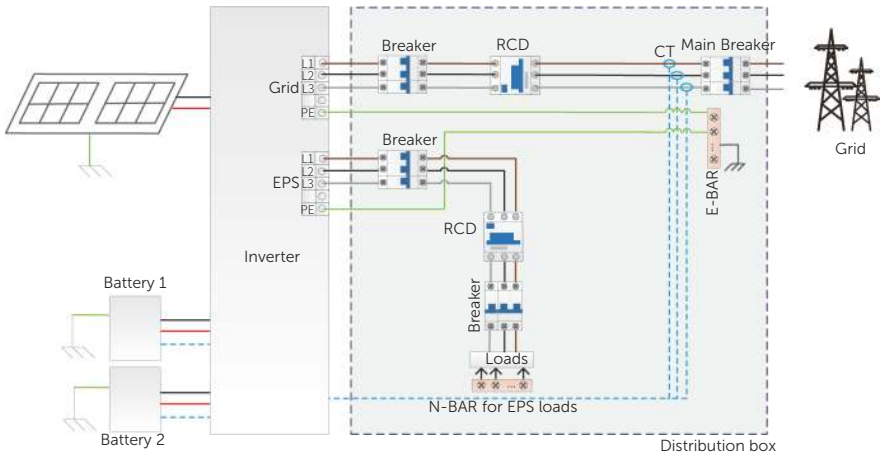 Breaker
RCD
CT
Main Breaker
L1
L2
Grid
L3
PE
Grid
E-BAR
...
Breaker
L1
L2
EPS
L3
PE
RCD
Inverter
Breaker
Battery 1
Loads
...
N-BAR for EPS loads
Battery 2
Distribution box